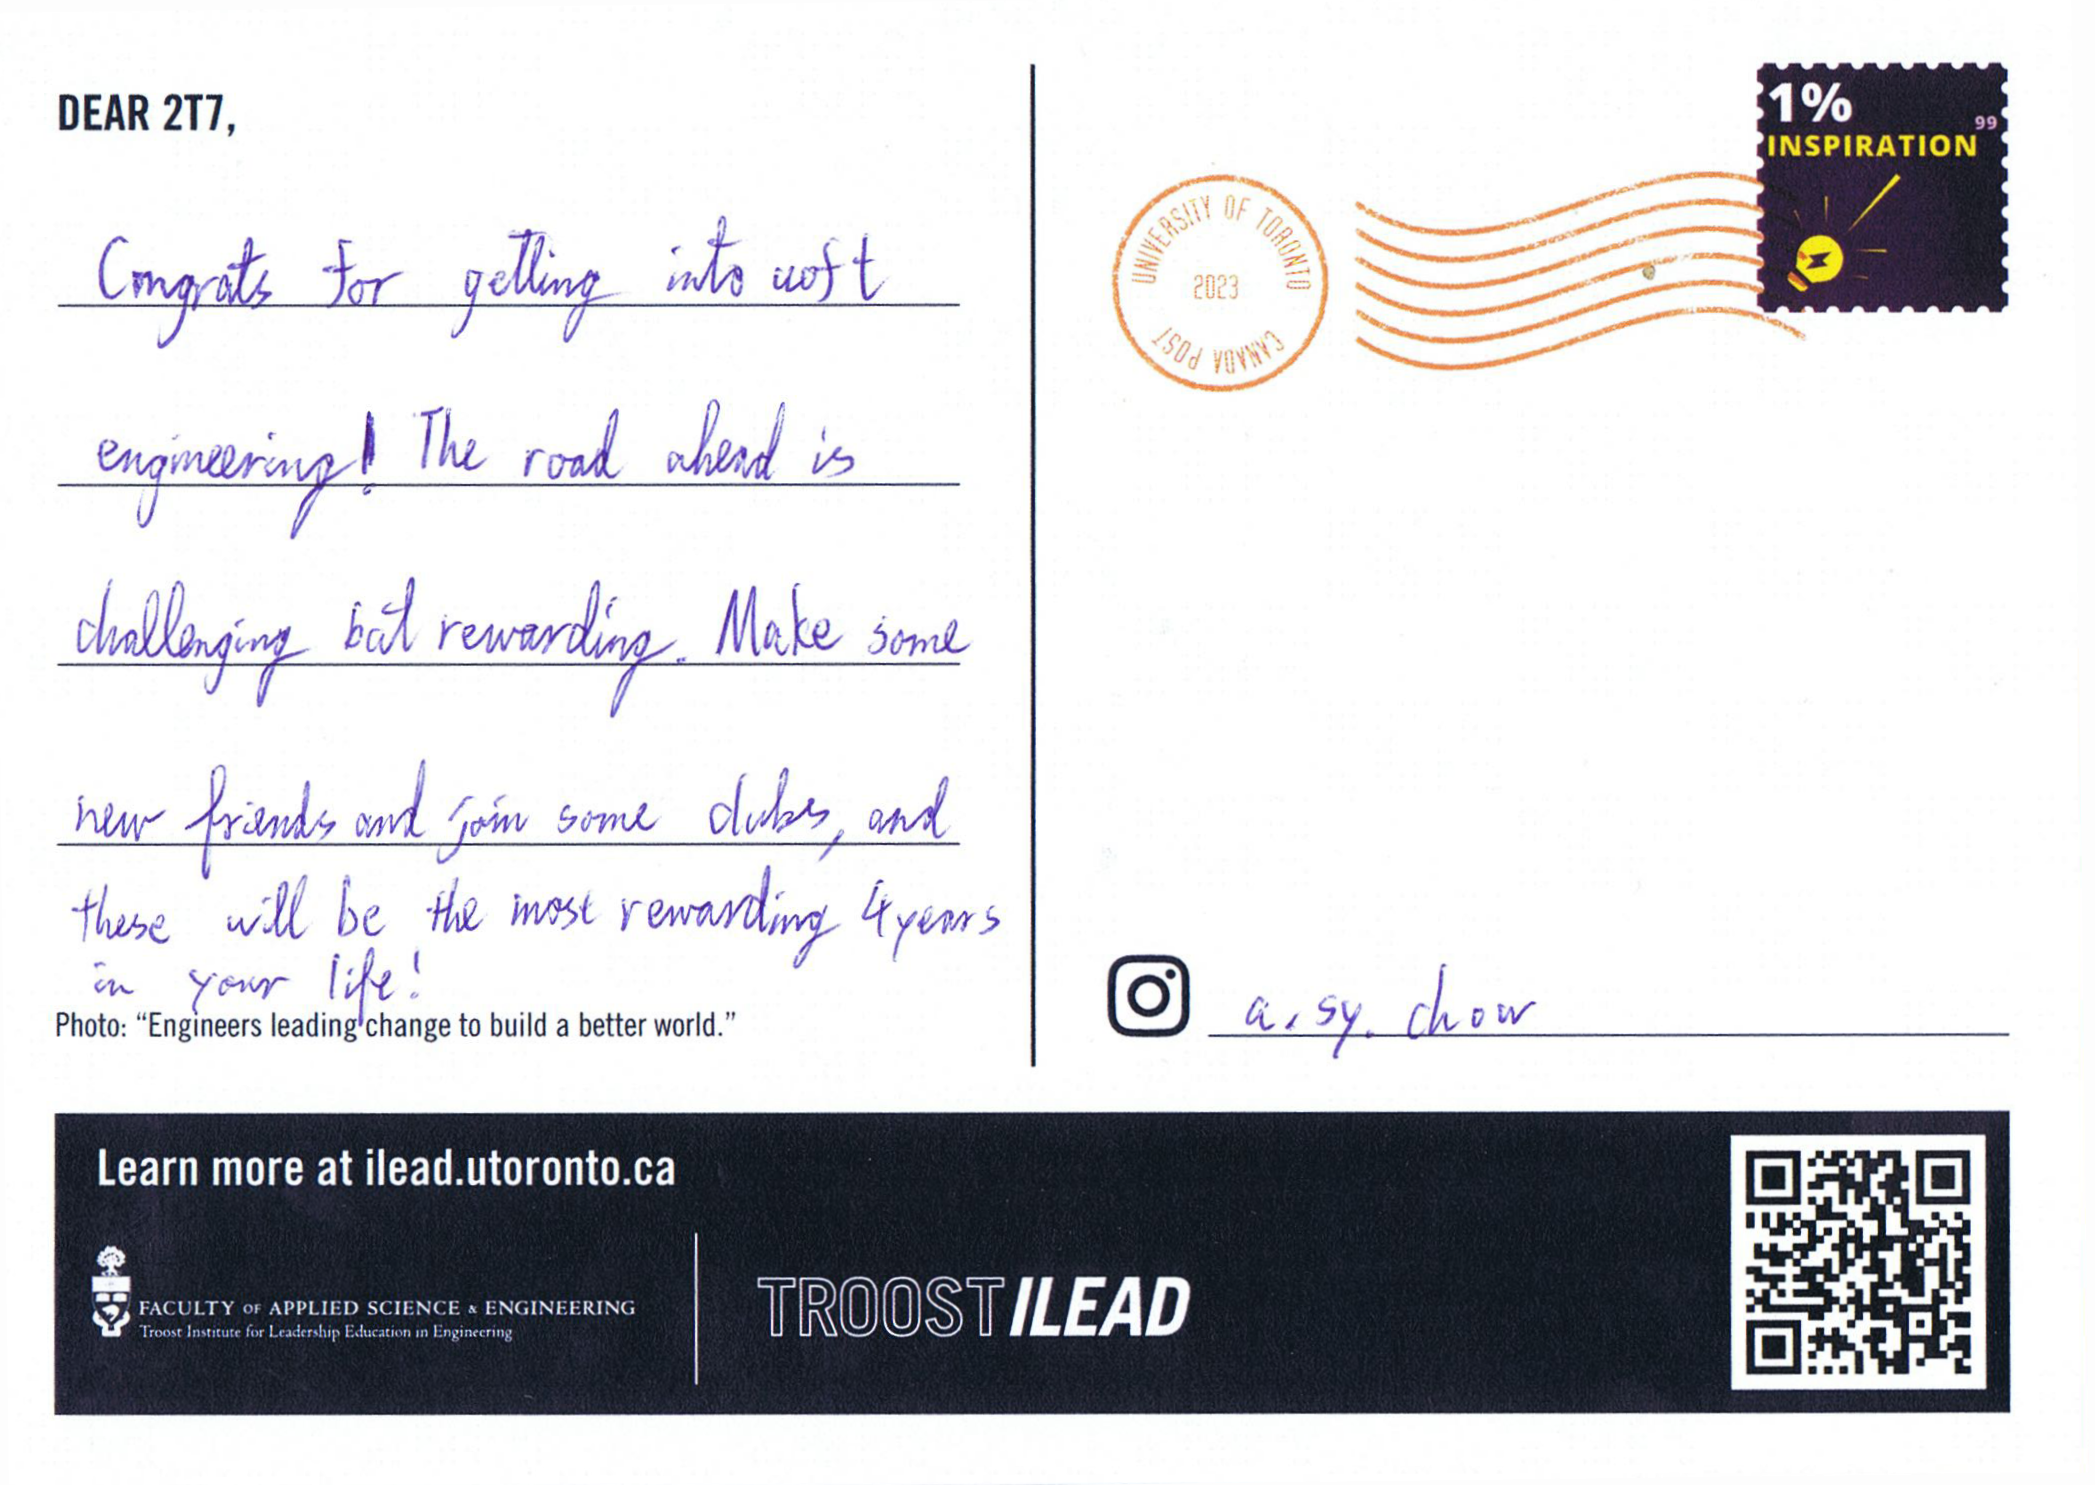 DEAR 2T7,
Congrats for getting into uoft
engineering! The road ahead is
challenging but rewarding. Make some
new friends and join some clubs, and
these will be the most rewarding 4 years
in your life!
Photo: “Engineers leading change to build a better world.”
1%
99
INSPIRATION
UNIVERSITY OF TORONTO
2023
CANADA POST
a.sy.chow
Learn more at ilead.utoronto.ca
FACULTY OF APPLIED SCIENCE & ENGINEERING
Troost Institute for Leadership Education in Engineering
TROOST ILEAD